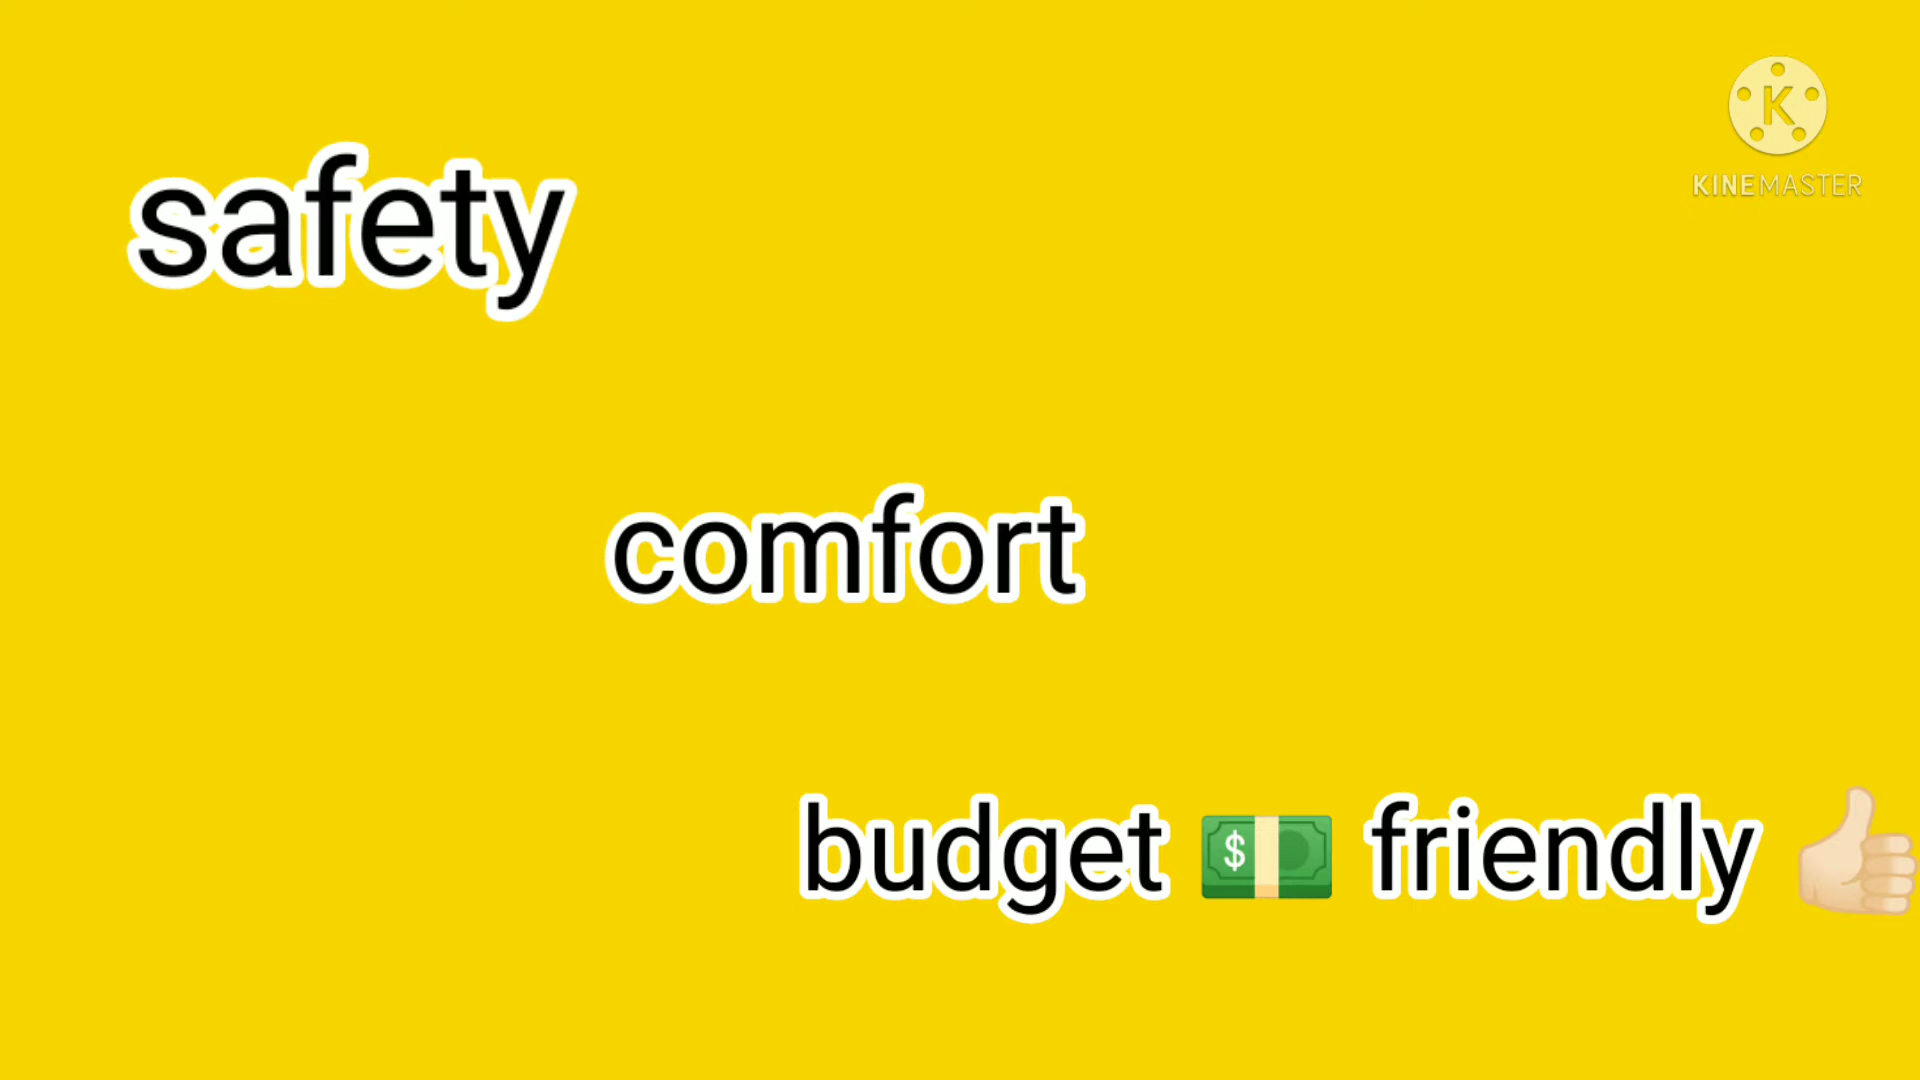 K
KINEMASTER
safety
comfort
budget 💵 friendly 👍🏻